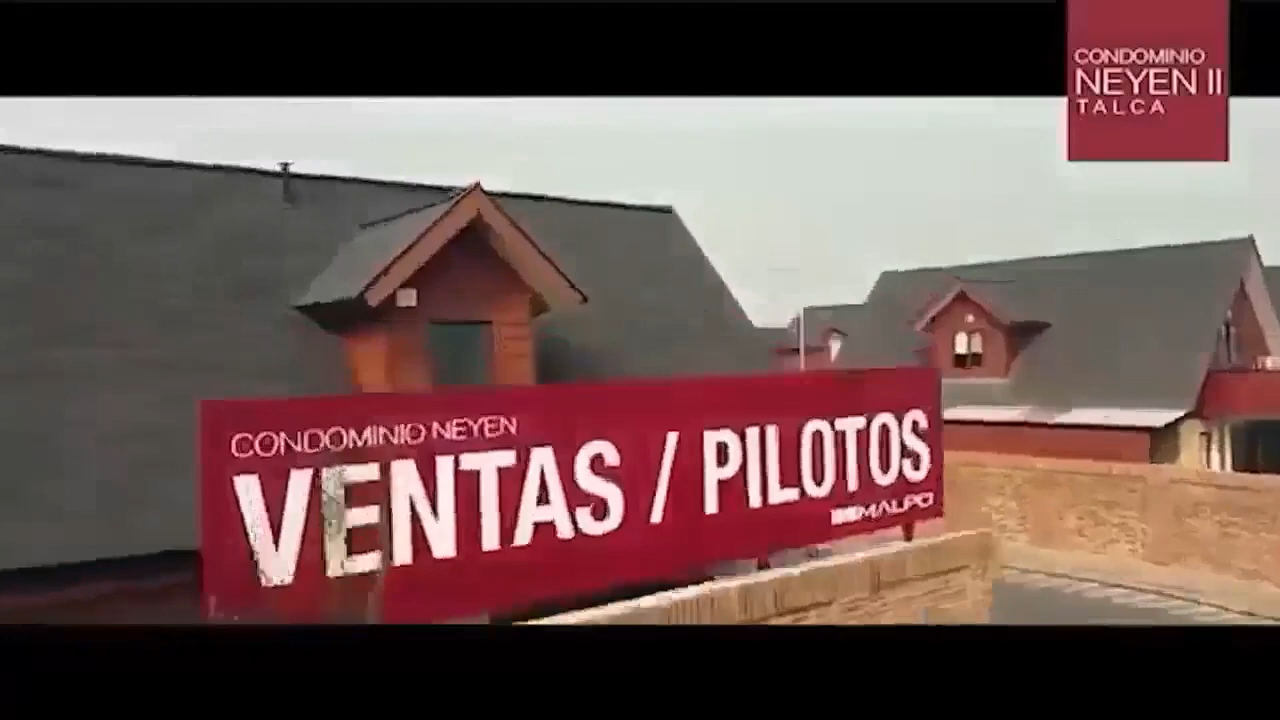 CONDOMINIO
NEYEN II
TALCA
CONDOMINIO NEYEN
VENTAS / PILOTOS
MALPO